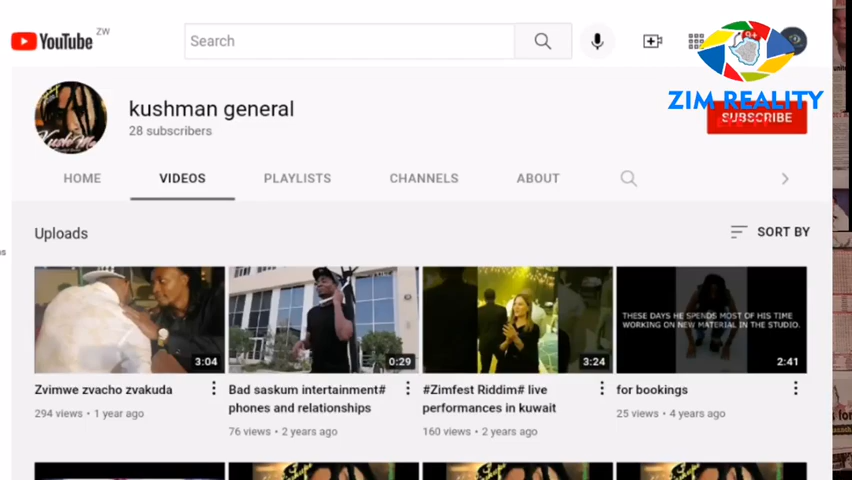 YouTube ZW
Search
9+
ZIM REALITY
kushman general
28 subscribers
SUBSCRIBE
HOME VIDEOS PLAYLISTS CHANNELS ABOUT
Uploads
SORT BY
THESE DAYS HE SPENDS MOST OF HIS TIME
WORKING ON NEW MATERIAL IN THE STUDIO.
3:04
0:29
3:24
2:41
Zvimwe zvacho zvakuda
294 views • 1 year ago
Bad saskum intertainment#
phones and relationships
76 views • 2 years ago
#Zimfest Riddim# live
performances in kuwait
160 views • 2 years ago
for bookings
25 views • 4 years ago